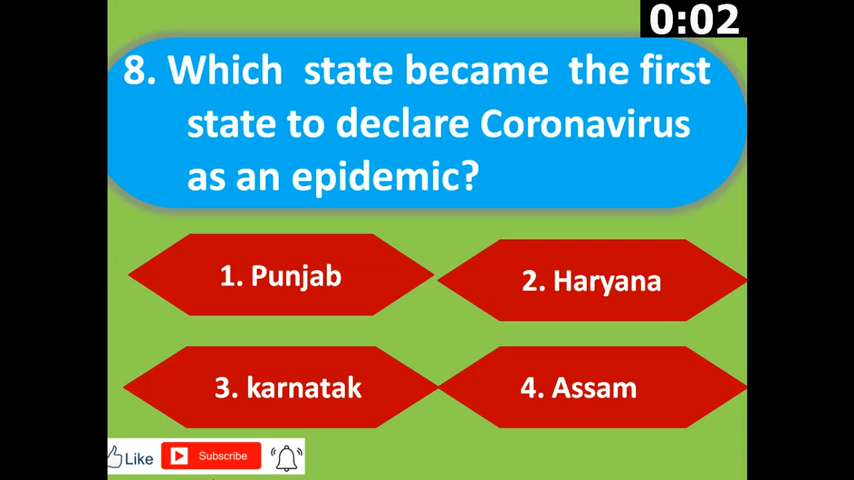 0:02
8. Which state became the first
state to declare Coronavirus
as an epidemic?
1. Punjab
2. Haryana
3. karnatak
4. Assam
Like
Subscribe